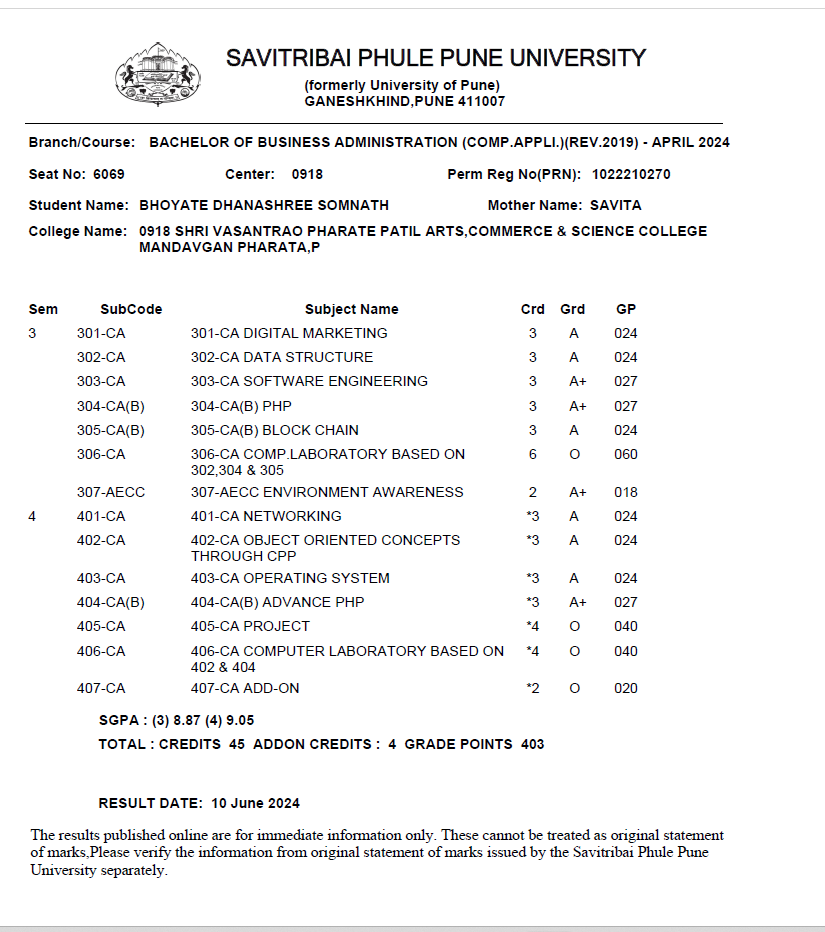 SAVITRIBAI PHULE PUNE UNIVERSITY
(formerly University of Pune)
GANESHKHIND,PUNE 411007
Branch/Course: BACHELOR OF BUSINESS ADMINISTRATION (COMP.APPLI.)(REV.2019) - APRIL 2024
Seat No: 6069 Center: 0918 Perm Reg No(PRN): 1022210270
Student Name: BHOYATE DHANASHREE SOMNATH Mother Name: SAVITA
College Name: 0918 SHRI VASANTRAO PHARATE PATIL ARTS,COMMERCE & SCIENCE COLLEGE
MANDAVGAN PHARATA,P
Sem SubCode Subject Name Crd Grd GP
3 301-CA 301-CA DIGITAL MARKETING 3 A 024
302-CA 302-CA DATA STRUCTURE 3 A 024
303-CA 303-CA SOFTWARE ENGINEERING 3 A+ 027
304-CA(B) 304-CA(B) PHP 3 A+ 027
305-CA(B) 305-CA(B) BLOCK CHAIN 3 A 024
306-CA 306-CA COMP.LABORATORY BASED ON 6 O 060
302,304 & 305
307-AECC 307-AECC ENVIRONMENT AWARENESS 2 A+ 018
4 401-CA 401-CA NETWORKING *3 A 024
402-CA 402-CA OBJECT ORIENTED CONCEPTS *3 A 024
THROUGH CPP
403-CA 403-CA OPERATING SYSTEM *3 A 024
404-CA(B) 404-CA(B) ADVANCE PHP *3 A+ 027
405-CA 405-CA PROJECT *4 O 040
406-CA 406-CA COMPUTER LABORATORY BASED ON *4 O 040
402 & 404
407-CA 407-CA ADD-ON *2 O 020
SGPA : (3) 8.87 (4) 9.05
TOTAL : CREDITS 45 ADDON CREDITS : 4 GRADE POINTS 403
RESULT DATE: 10 June 2024
The results published online are for immediate information only. These cannot be treated as original statement
of marks,Please verify the information from original statement of marks issued by the Savitribai Phule Pune
University separately.